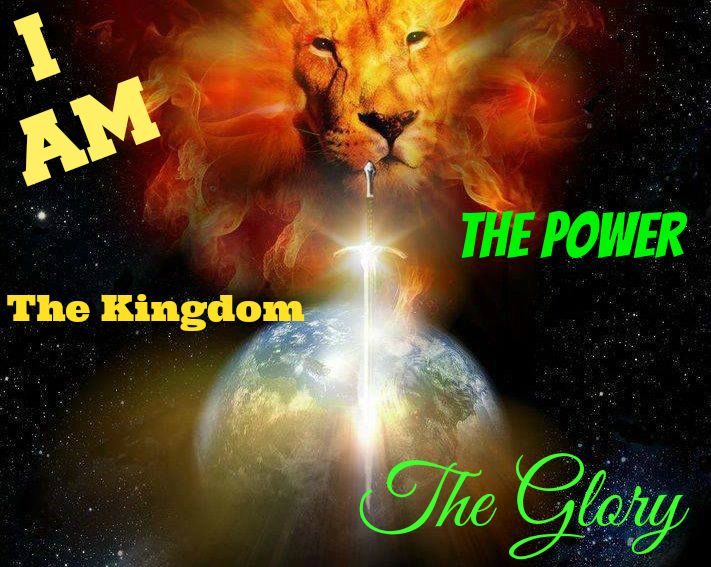 I
AM
THE POWER
The Kingdom
The Glory